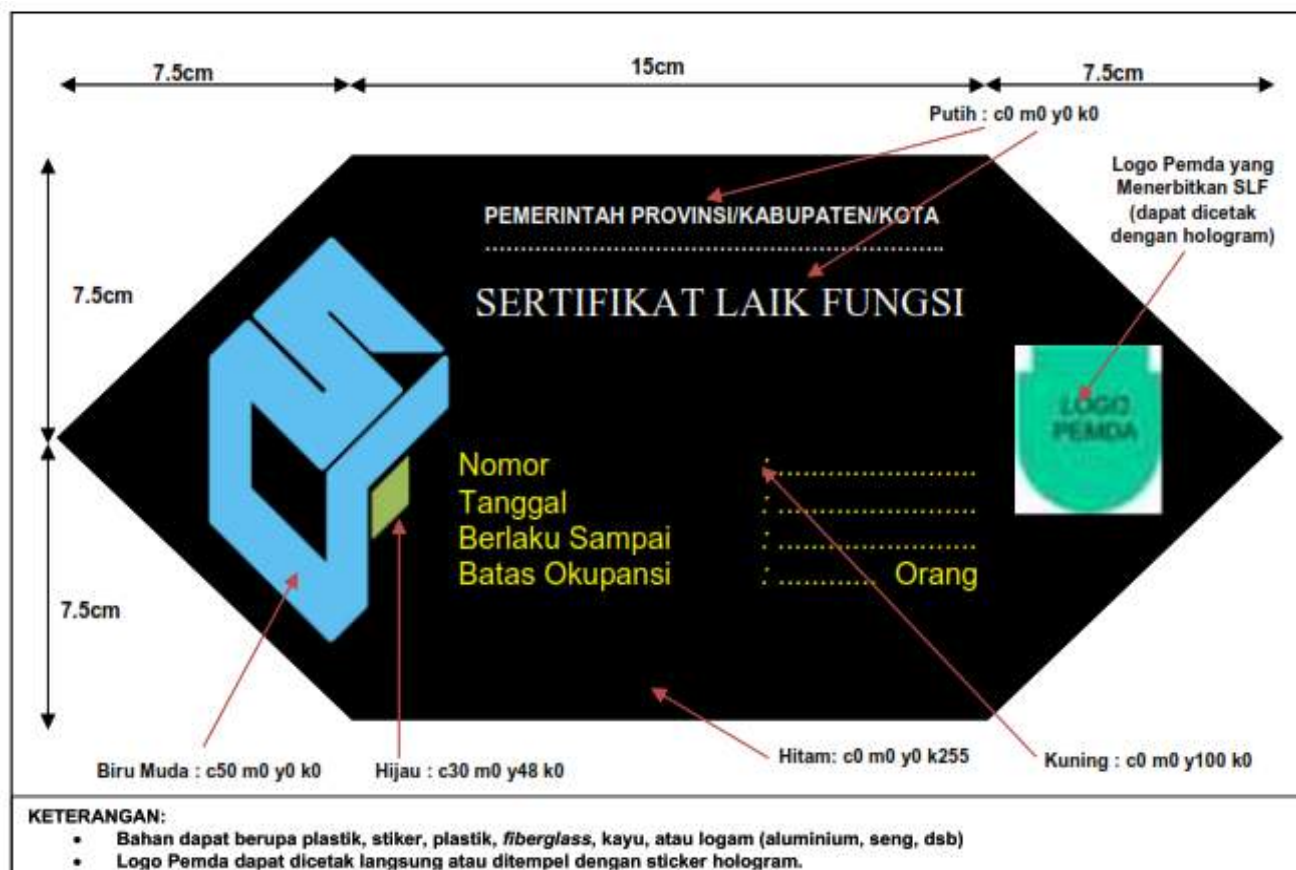 7.5cm
15cm
7.5cm
Putih : c0 m0 y0 k0
Logo Pemda yang
Menerbitkan SLF
(dapat dicetak
dengan hologram)
PEMERINTAH PROVINSI/KABUPATEN/KOTA
..................................................................
SERTIFIKAT LAIK FUNGSI
7.5cm
LOGO
PEMDA
Nomor : ........................
Tanggal : ........................
Berlaku Sampai : ........................
Batas Okupansi : ............ Orang
7.5cm
Biru Muda : c50 m0 y0 k0
Hijau : c30 m0 y48 k0
Hitam: c0 m0 y0 k255
Kuning : c0 m0 y100 k0
KETERANGAN:
• Bahan dapat berupa plastik, stiker, plastik, fiberglass, kayu, atau logam (aluminium, seng, dsb)
• Logo Pemda dapat dicetak langsung atau ditempel dengan sticker hologram.